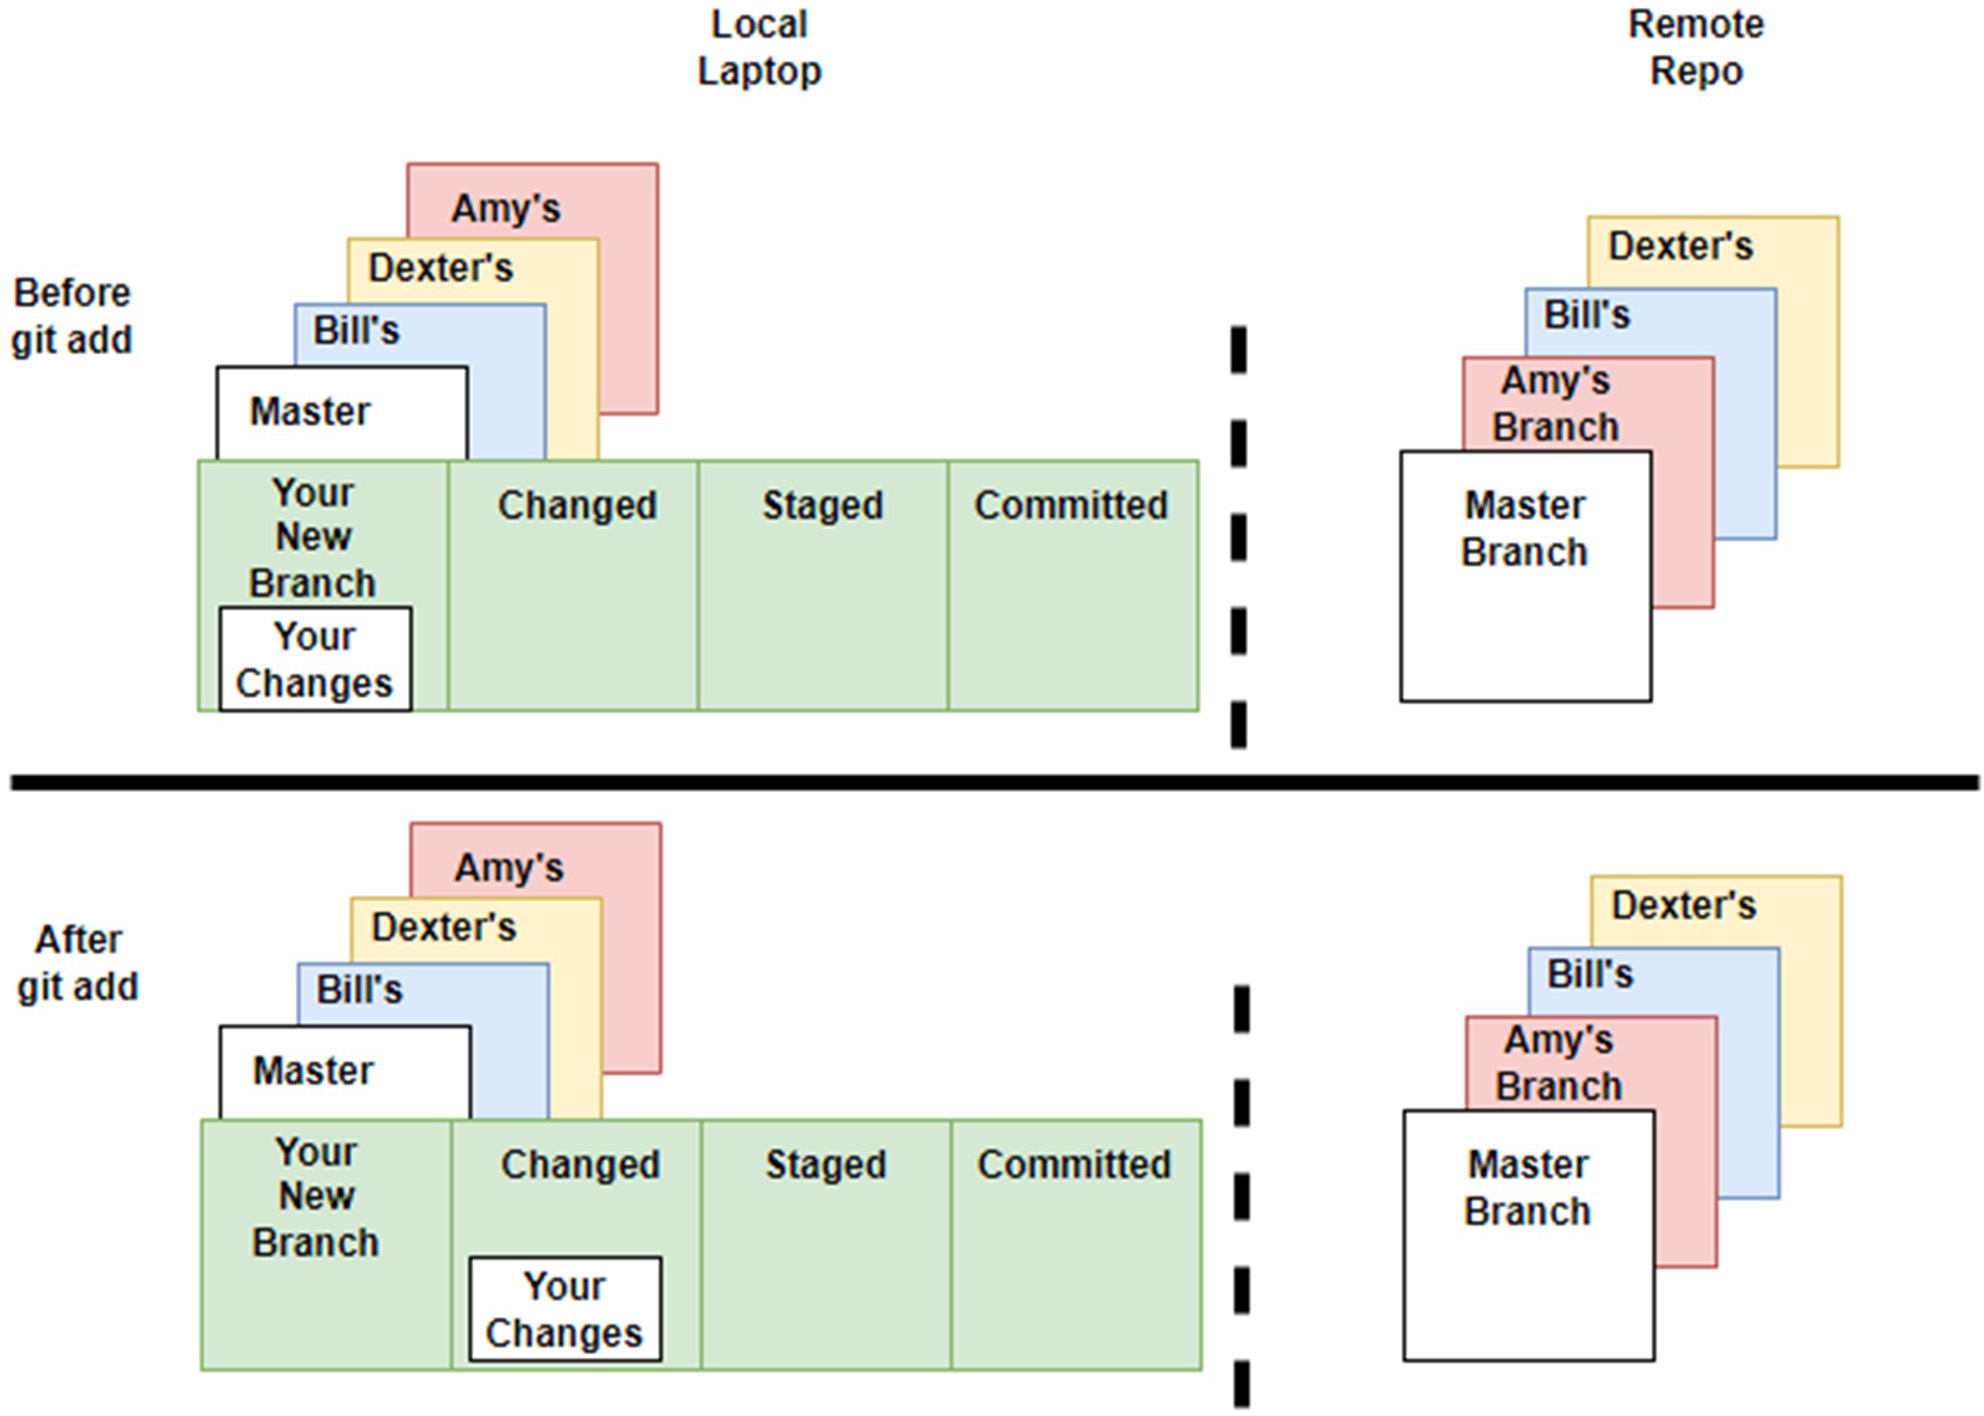 Local
Laptop
Remote
Repo
Before
git add
Amy's
Dexter's
Bill's
Master
Your
New
Branch
Changed
Staged
Committed
Your
Changes
Dexter's
Bill's
Amy's
Branch
Master
Branch
After
git add
Amy's
Dexter's
Bill's
Master
Your
New
Branch
Changed
Staged
Committed
Your
Changes
Dexter's
Bill's
Amy's
Branch
Master
Branch